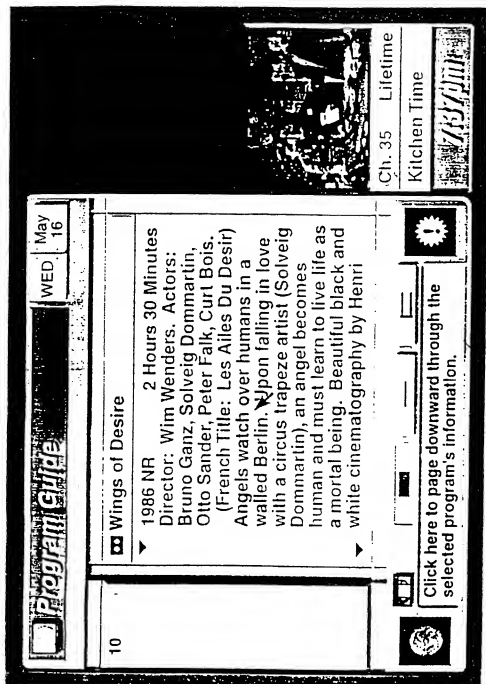 Program Guide
WED May
16
10
Wings of Desire
1986 NR 2 Hours 30 Minutes
Director: Wim Wenders. Actors:
Bruno Ganz, Solveig Dommartin,
Otto Sander, Peter Falk, Curt Bois.
(French Title: Les Ailes Du Desir)
Angels watch over humans in a
walled Berlin. Upon falling in love
with a circus trapeze artist (Solveig
Dommartin), an angel becomes
human and must learn to live life as
a mortal being. Beautiful black and
white cinematography by Henri
Click here to page downward through the
selected program's information.
Ch. 35 Lifetime
Kitchen Time
7:37pm